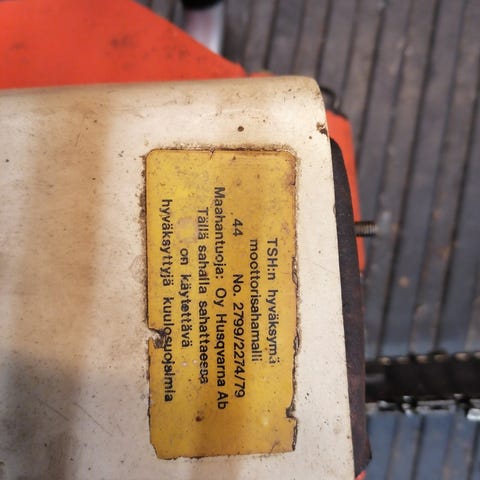 TSH:n hyväksymä
moottorisahamalli
44 No. 2799/2274/79
Maahantuoja: Oy Husqvarna Ab
Tällä sahalla sahattaessa
on käytettävä
hyväksyttyjä kuulosuojaimia